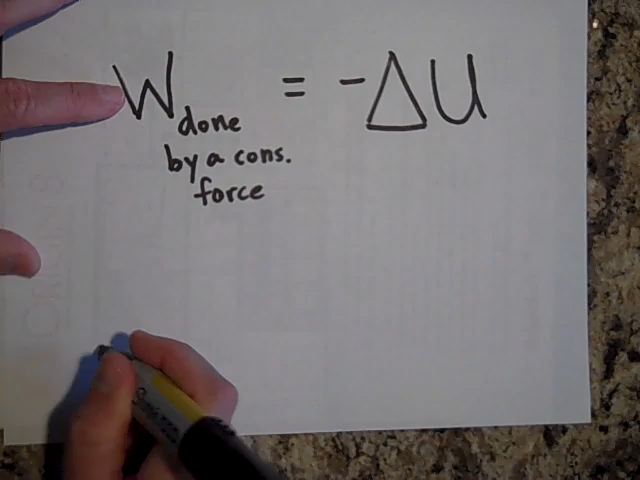 W done = -ΔU
by a cons.
force